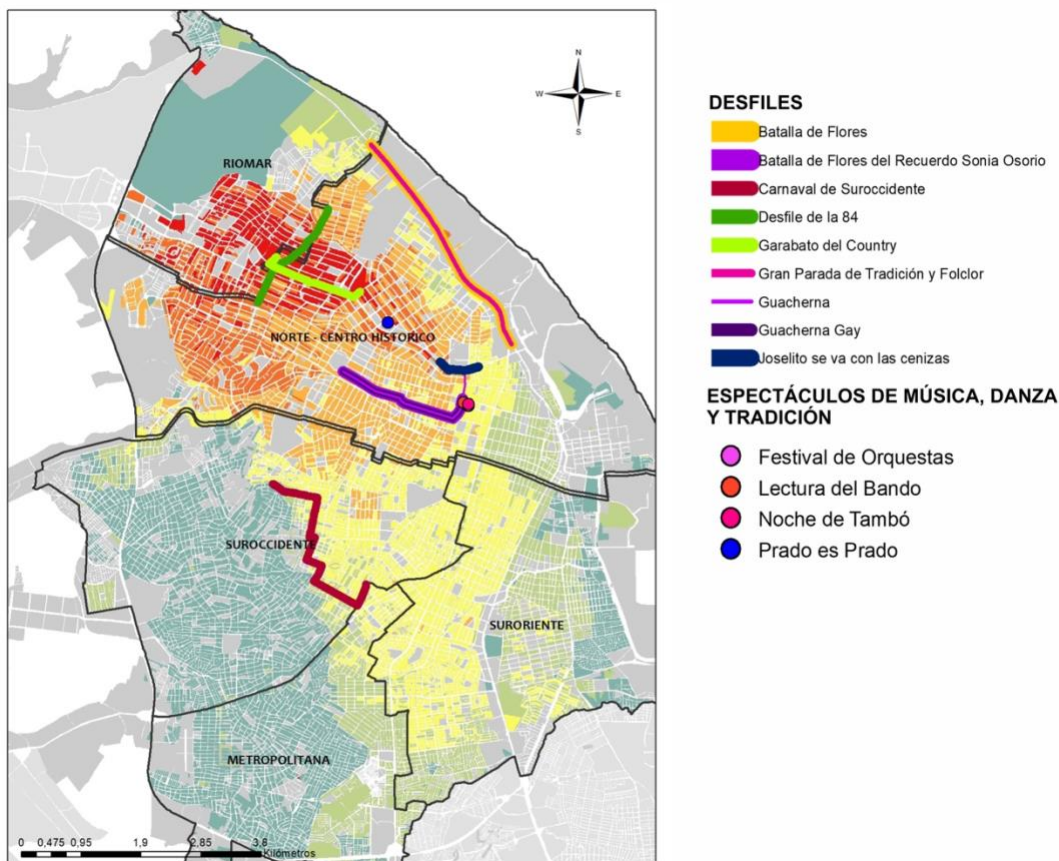 N
W
E
S
RIOMAR
NORTE - CENTRO HISTORICO
SUROCCIDENTE
SURORIENTE
METROPOLITANA
0 0,475 0,95 1,9 2,85 3,8
Kilómetros
DESFILES
Batalla de Flores
Batalla de Flores del Recuerdo Sonia Osorio
Carnaval de Suroccidente
Desfile de la 84
Garabato del Country
Gran Parada de Tradición y Folclor
Guacherna
Guacherna Gay
Joselito se va con las cenizas
ESPECTÁCULOS DE MÚSICA, DANZA
Y TRADICIÓN
Festival de Orquestas
Lectura del Bando
Noche de Tambó
Prado es Prado